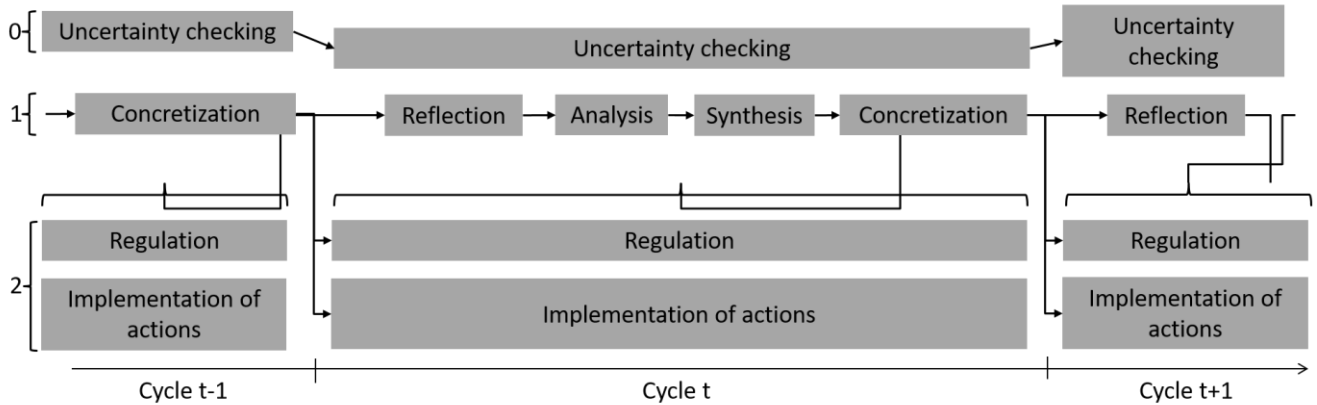 0
Uncertainty checking
Uncertainty checking
Uncertainty
checking
1
Concretization
Reflection
Analysis
Synthesis
Concretization
Reflection
2
Regulation
Regulation
Regulation
Implementation of
actions
Implementation of actions
Implementation of
actions
Cycle t-1
Cycle t
Cycle t+1